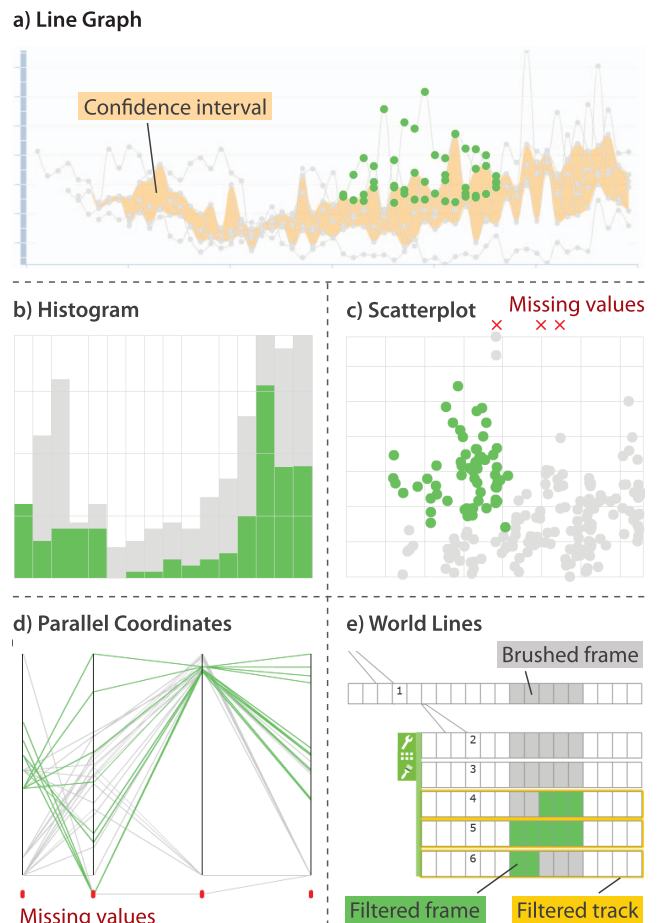 a) Line Graph
Confidence interval
b) Histogram
c) Scatterplot
Missing values
d) Parallel Coordinates
Missing values
e) World Lines
Brushed frame
1
2
3
4
5
6
Filtered frame
Filtered track